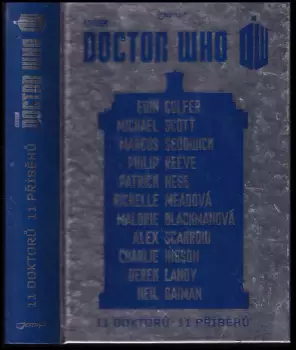 DOCTOR WHO
11 DOKTORŮ 11 PŘÍBĚHŮ
DOCTOR WHO
EOIN COLFER
MICHAEL SCOTT
MARCUS SEDGWICK
PHILIP REEVE
PATRICK NESS
RICHELLE MEADOVÁ
MALORIE BLACKMANOVÁ
ALEX SCARROW
CHARLIE HIGSON
DEREK LANDY
NEIL GAIMAN
11 DOKTORŮ 11 PŘÍBĚHŮ